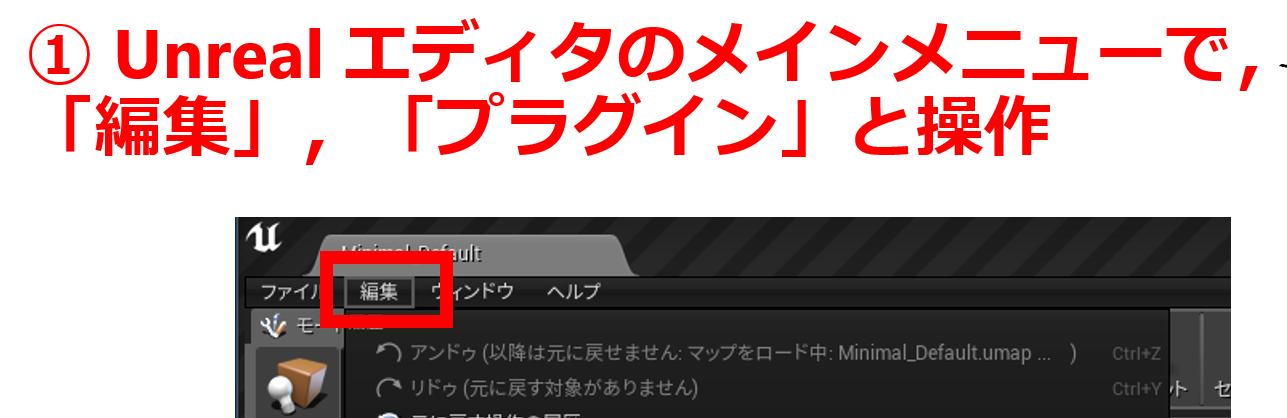 ① Unreal エディタのメインメニューで,
「編集」, 「プラグイン」と操作
Minimal_Default
ファイル 編集 ウィンドウ ヘルプ
アンドゥ (以降は元に戻せません: マップをロード中: Minimal_Default.umap ... ) Ctrl+Z
リドゥ (元に戻す対象がありません) Ctrl+Y